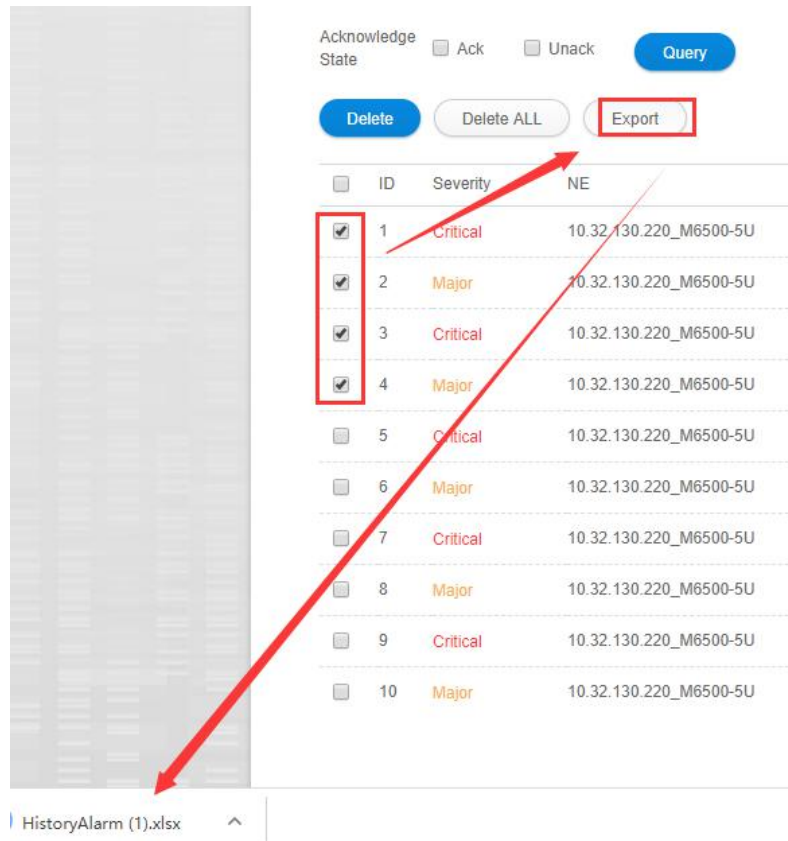 Acknowledge State Ack Unack Query
Delete Delete ALL Export
ID Severity NE
1 Critical 10.32.130.220_M6500-5U
2 Major 10.32.130.220_M6500-5U
3 Critical 10.32.130.220_M6500-5U
4 Major 10.32.130.220_M6500-5U
5 Critical 10.32.130.220_M6500-5U
6 Major 10.32.130.220_M6500-5U
7 Critical 10.32.130.220_M6500-5U
8 Major 10.32.130.220_M6500-5U
9 Critical 10.32.130.220_M6500-5U
10 Major 10.32.130.220_M6500-5U
HistoryAlarm (1).xlsx